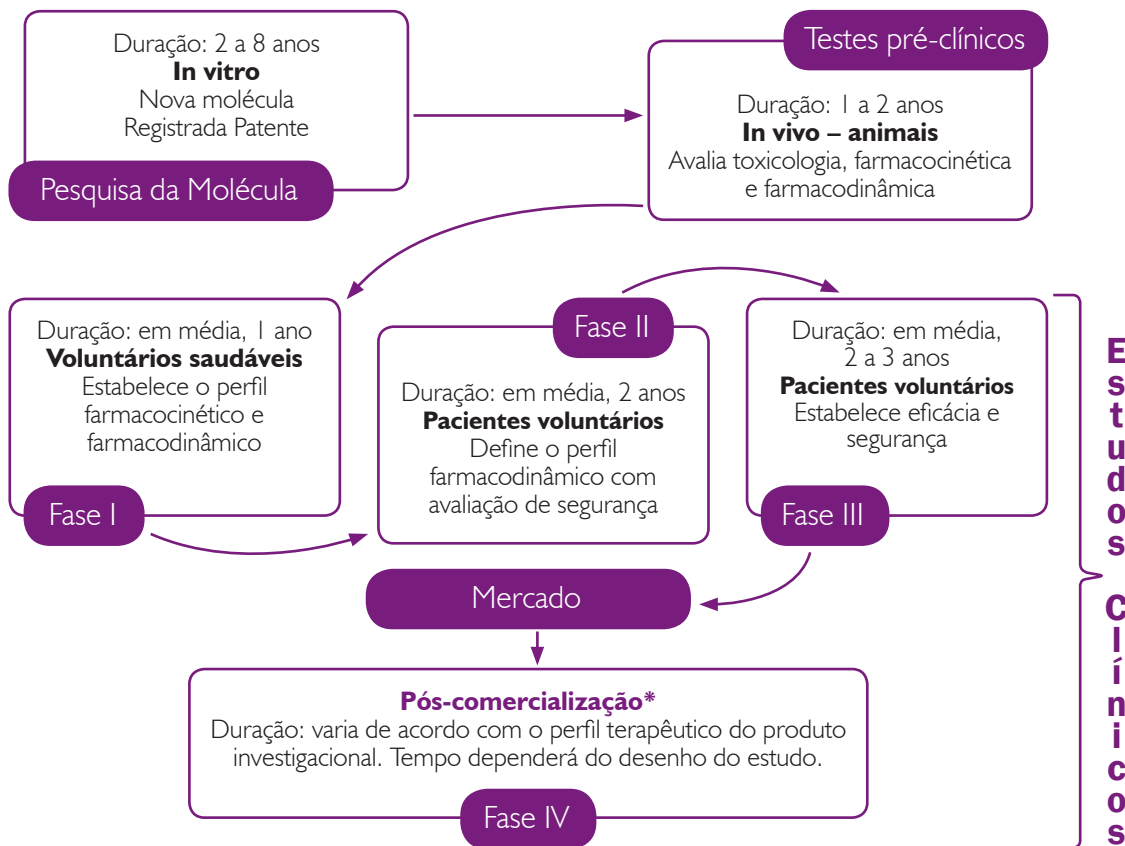 Duração: 2 a 8 anos
In vitro
Nova molécula
Registrada Patente
Pesquisa da Molécula
Testes pré-clínicos
Duração: 1 a 2 anos
In vivo – animais
Avalia toxicologia, farmacocinética
e farmacodinâmica
Duração: em média, 1 ano
Voluntários saudáveis
Estabelece o perfil
farmacocinético e
farmacodinâmico
Fase I
Fase II
Duração: em média, 2 anos
Pacientes voluntários
Define o perfil
farmacodinâmico com
avaliação de segurança
Duração: em média,
2 a 3 anos
Pacientes voluntários
Estabelece eficácia e
segurança
Fase III
Mercado
Pós-comercialização*
Duração: varia de acordo com o perfil terapêutico do produto
investigacional. Tempo dependerá do desenho do estudo.
Fase IV
Estudos Clínicos